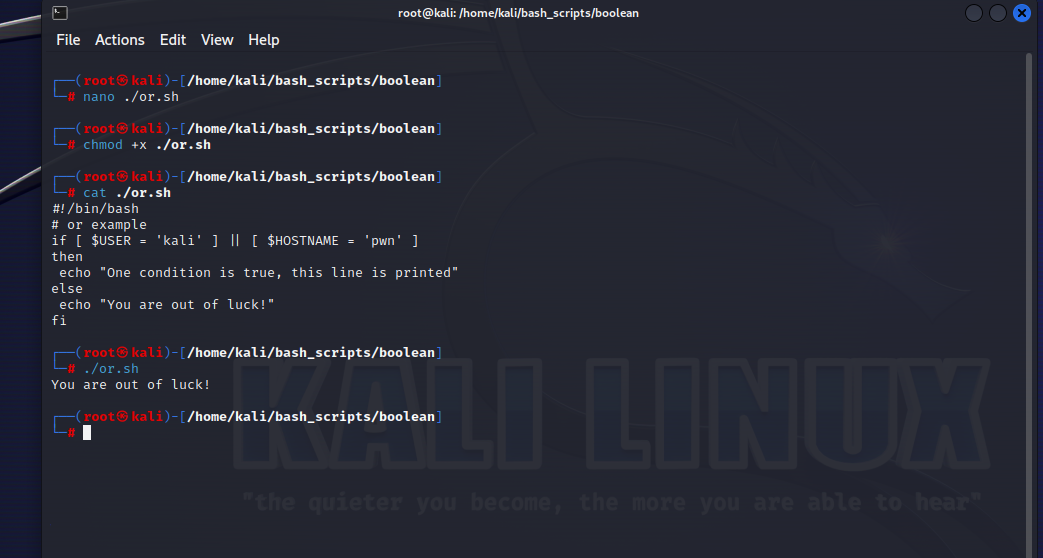 root@kali: /home/kali/bash_scripts/boolean
File Actions Edit View Help
┌──(root㉿kali)-[/home/kali/bash_scripts/boolean]
└─# nano ./or.sh
┌──(root㉿kali)-[/home/kali/bash_scripts/boolean]
└─# chmod +x ./or.sh
┌──(root㉿kali)-[/home/kali/bash_scripts/boolean]
└─# cat ./or.sh
#!/bin/bash
# or example
if [ $USER = 'kali' ] || [ $HOSTNAME = 'pwn' ]
then
 echo "One condition is true, this line is printed"
else
 echo "You are out of luck!"
fi
┌──(root㉿kali)-[/home/kali/bash_scripts/boolean]
└─# ./or.sh
You are out of luck!
┌──(root㉿kali)-[/home/kali/bash_scripts/boolean]
└─#
KALI LINUX
"the quieter you become, the more you are able to hear"